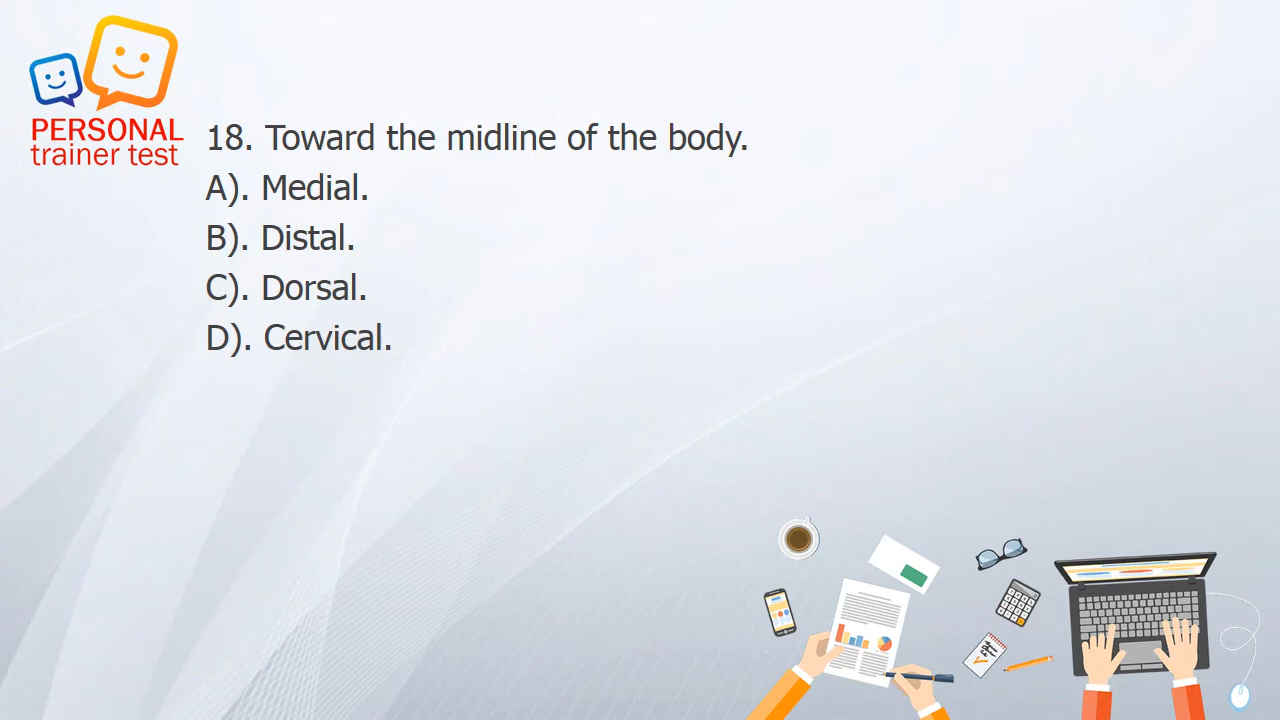 PERSONAL
trainer test
18. Toward the midline of the body.
A). Medial.
B). Distal.
C). Dorsal.
D). Cervical.